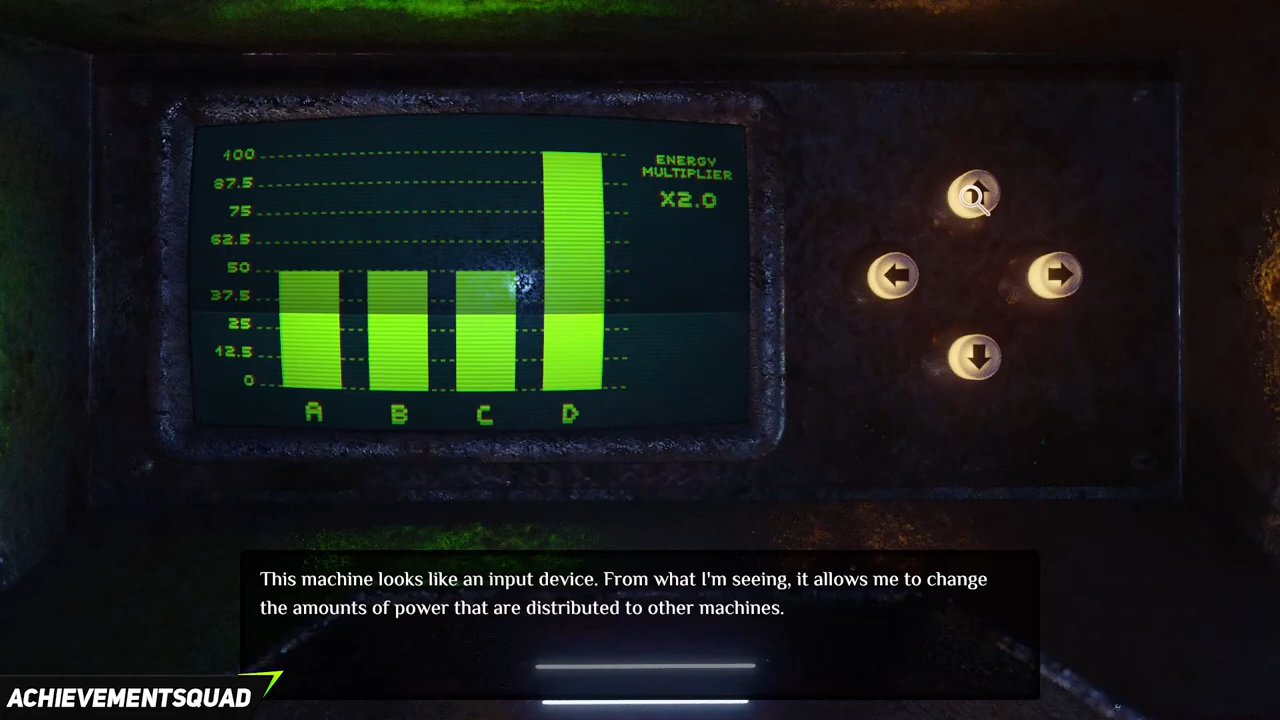 100
87.5
75
62.5
50
37.5
25
12.5
0
A B C D
ENERGY
MULTIPLIER
X2.0
This machine looks like an input device. From what I'm seeing, it allows me to change
the amounts of power that are distributed to other machines.
ACHIEVEMENTSQUAD